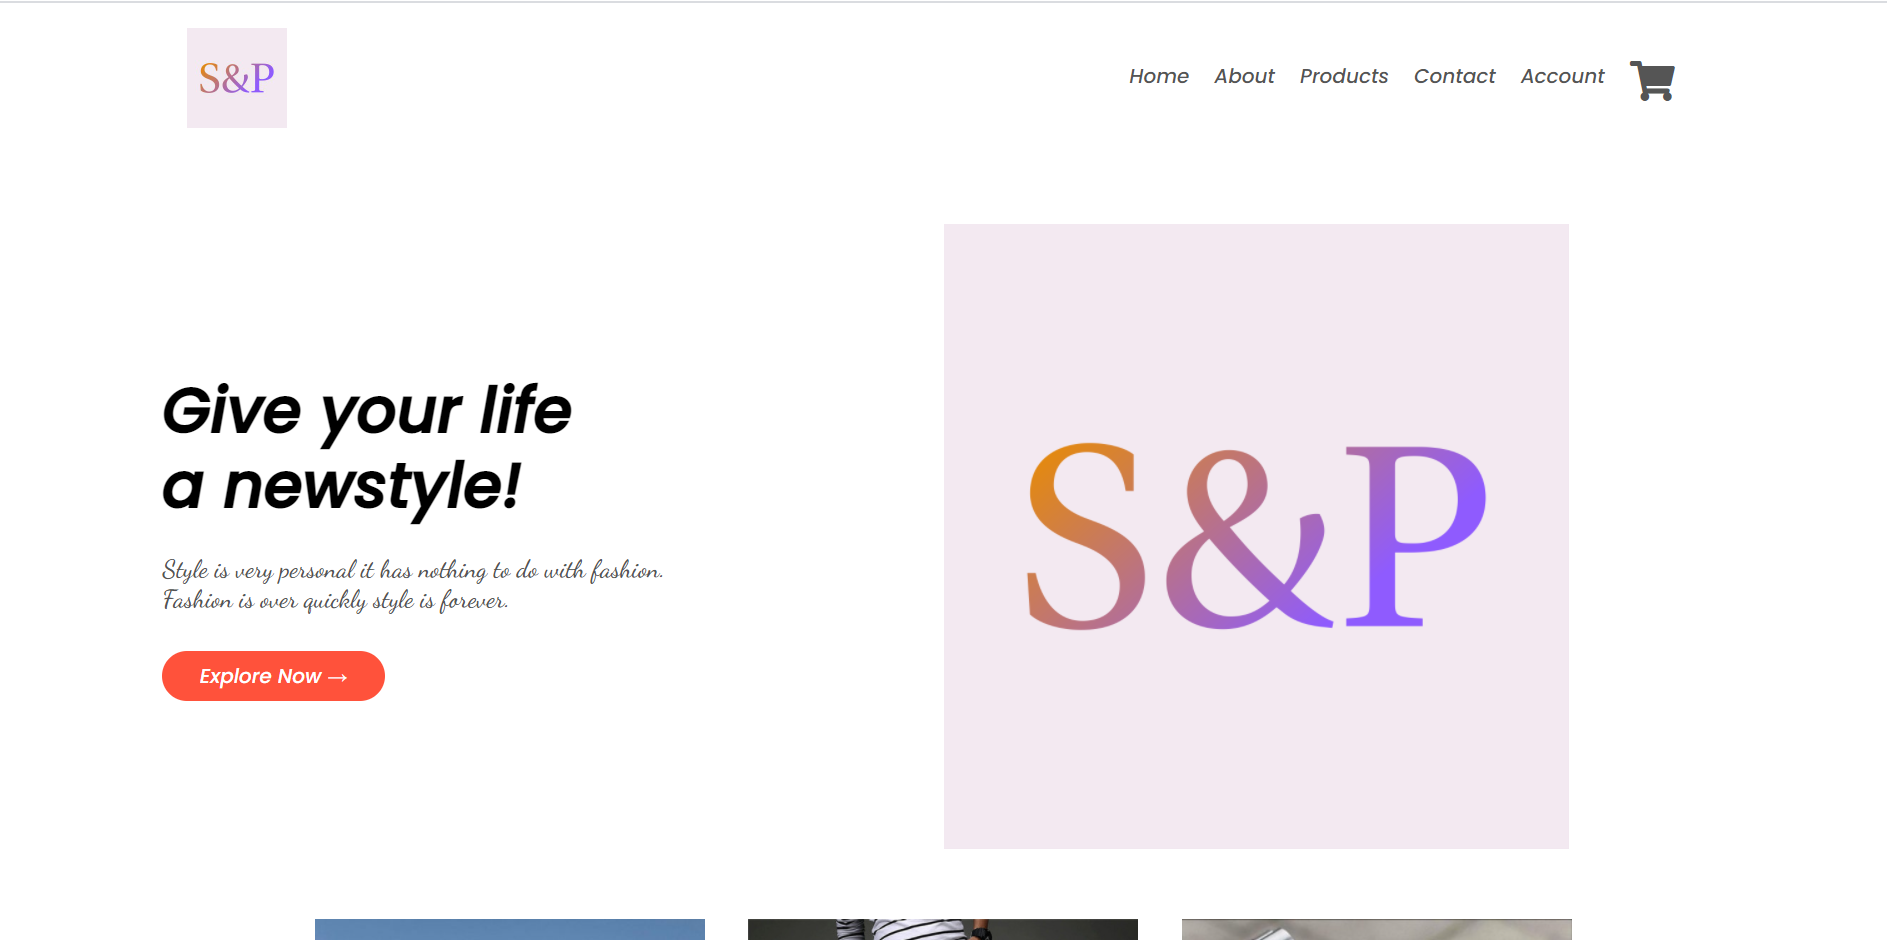 S&P
Home About Products Contact Account
Give your life
a newstyle!
Style is very personal it has nothing to do with fashion.
Fashion is over quickly style is forever.
Explore Now →
S&P